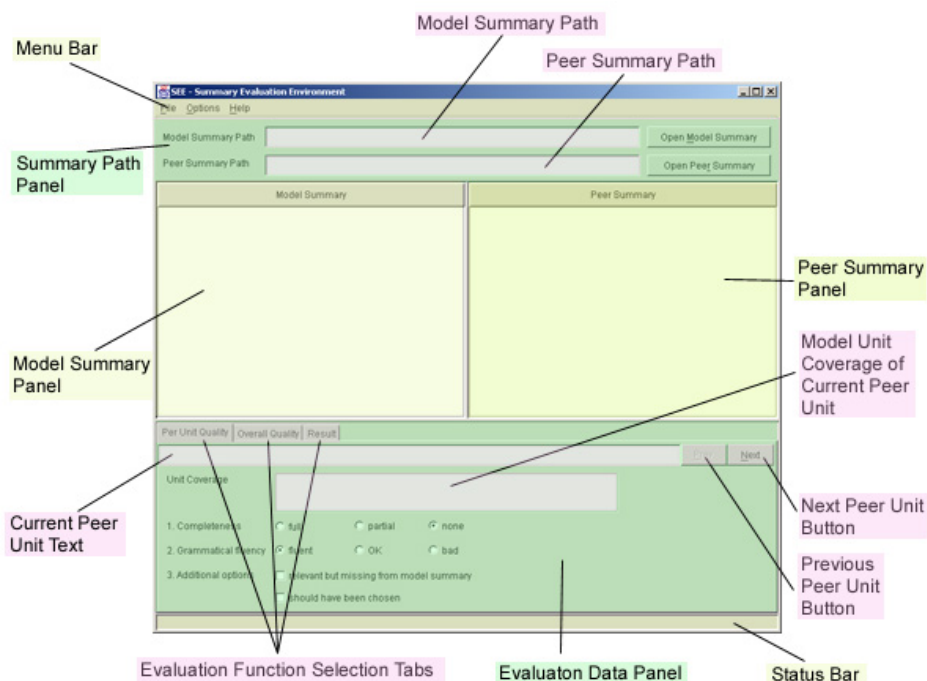 Model Summary Path
Menu Bar
Peer Summary Path
SEE - Summary Evaluation Environment
File Options Help
Model Summary Path
Open Model Summary
Summary Path
Panel
Peer Summary Path
Open Peer Summary
Model Summary
Peer Summary
Peer Summary
Panel
Model Summary
Panel
Model Unit
Coverage of
Current Peer
Unit
Per Unit Quality
Overall Quality
Result
Next
Unit Coverage
Current Peer
Unit Text
Next Peer Unit
Button
1. Completeness
full
partial
none
2. Grammatical fluency
fluent
OK
bad
3. Additional options
relevant but missing from model summary
should have been chosen
Previous
Peer Unit
Button
Evaluation Function Selection Tabs
Evaluaton Data Panel
Status Bar